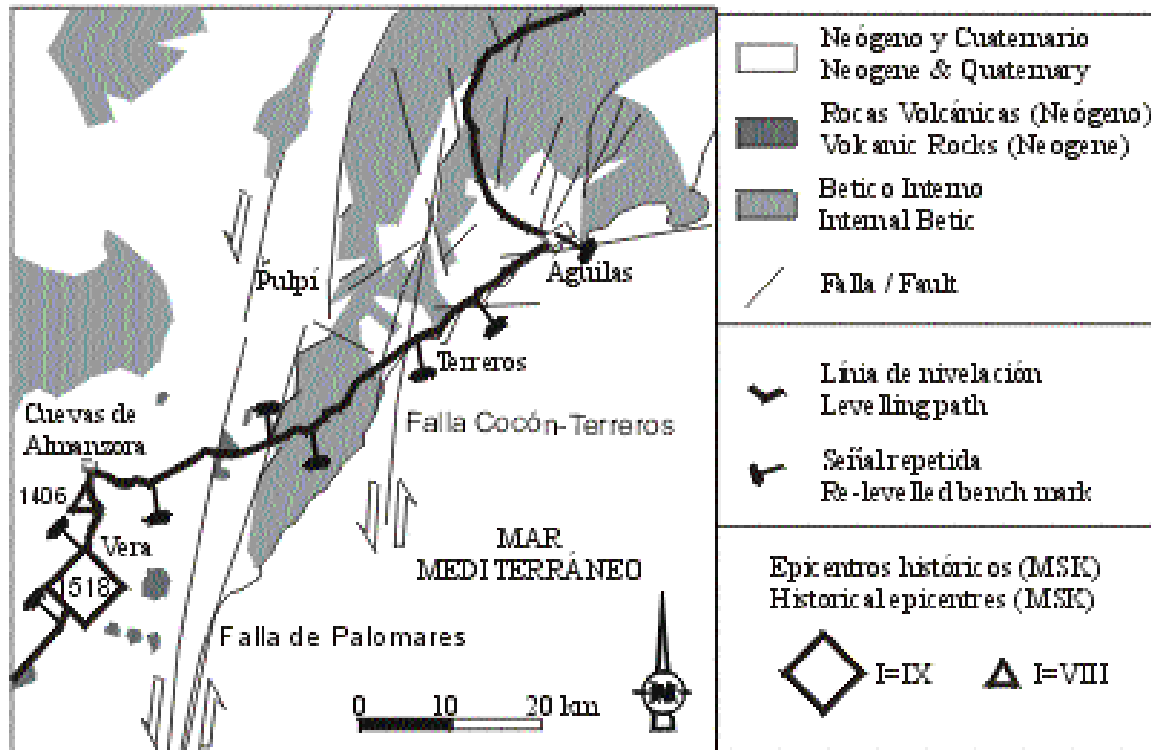 Aguilas
Pulpí
Terreros
Cuevas de
Almanzora
Falla Cocón-Terreros
1406
Vera
1518
MAR
MEDITERRÁNEO
Falla de Palomares
0 10 20 km
N
Neógeno y Cuaternario
Neogene & Quaternary
Rocas Volcánicas (Neógeno)
Volcanic Rocks (Neogene)
Betico Interno
Internal Betic
Falla / Fault
Línia de nivelación
Levelling path
Señal repetida
Re-levelled bench mark
Epicentros históricos (MSK)
Historical epicentres (MSK)
I=IX I=VIII